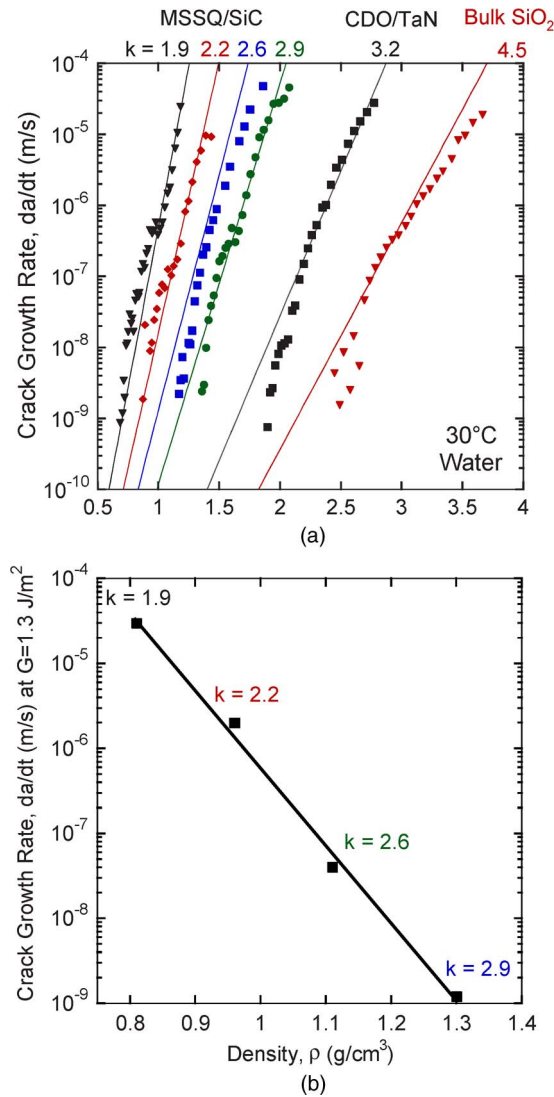 MSSQ/SiC CDO/TaN Bulk SiO₂
k = 1.9 2.2 2.6 2.9 3.2 4.5
Crack Growth Rate, da/dt (m/s)
10⁻⁴
10⁻⁵
10⁻⁶
10⁻⁷
10⁻⁸
10⁻⁹
10⁻¹⁰
30°C
Water
0.5 1 1.5 2 2.5 3 3.5 4
(a)
Crack Growth Rate, da/dt (m/s) at G=1.3 J/m²
10⁻⁴
10⁻⁵
10⁻⁶
10⁻⁷
10⁻⁸
10⁻⁹
k = 1.9
k = 2.2
k = 2.6
k = 2.9
0.8 0.9 1 1.1 1.2 1.3 1.4
Density, ρ (g/cm³)
(b)